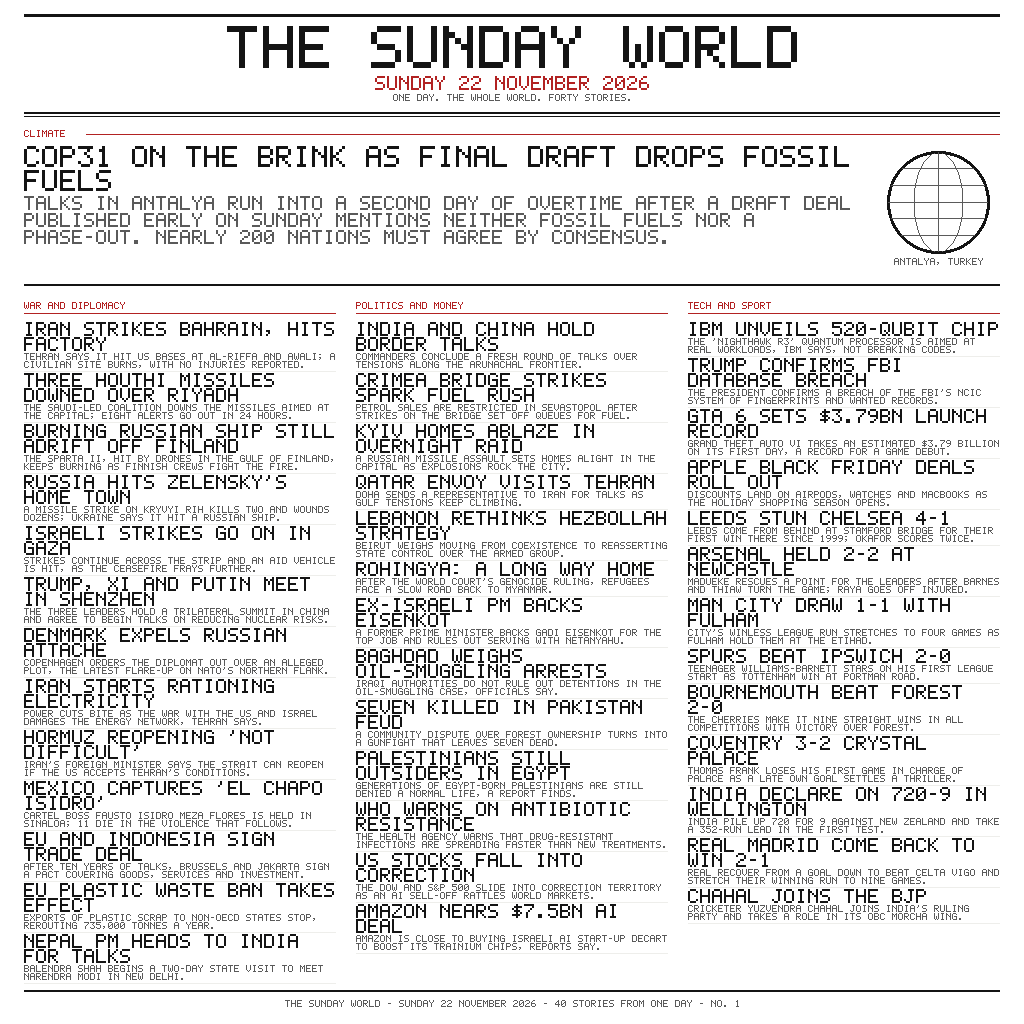 THE SUNDAY WORLD
SUNDAY 22 NOVEMBER 2026
ONE DAY. THE WHOLE WORLD. FORTY STORIES.
CLIMATE
COP31 ON THE BRINK AS FINAL DRAFT DROPS FOSSIL
FUELS
TALKS IN ANTALYA RUN INTO A SECOND DAY OF OVERTIME AFTER A DRAFT DEAL
PUBLISHED EARLY ON SUNDAY MENTIONS NEITHER FOSSIL FUELS NOR A
PHASE-OUT. NEARLY 200 NATIONS MUST AGREE BY CONSENSUS.
ANTALYA, TURKEY
WAR AND DIPLOMACY
IRAN STRIKES BAHRAIN, HITS
FACTORY
TEHRAN SAYS IT HIT US BASES AT AL-RIFFA AND AWALI; A
CIVILIAN SITE BURNS, WITH NO INJURIES REPORTED.
THREE HOUTHI MISSILES
DOWNED OVER RIYADH
THE SAUDI-LED COALITION DOWNS THE MISSILES AIMED AT
THE CAPITAL; EIGHT ALERTS GO OUT IN 24 HOURS.
BURNING RUSSIAN SHIP STILL
ADRIFT OFF FINLAND
THE SPARTA I, HIT BY DRONES IN THE GULF OF FINLAND,
KEEPS BURNING AS FINNISH CREWS FIGHT THE FIRE.
RUSSIA HITS ZELENSKY'S
HOME TOWN
A MISSILE STRIKE ON KRYVYI RIH KILLS TWO AND WOUNDS
DOZENS; UKRAINE SAYS IT HIT A RUSSIAN SHIP.
ISRAELI STRIKES GO ON IN
GAZA
STRIKES CONTINUE ACROSS THE STRIP AND AN AID VEHICLE
IS HIT, AS THE CEASEFIRE FRAYS FURTHER.
TRUMP, XI AND PUTIN MEET
IN SHENZHEN
THE THREE LEADERS HOLD A TRILATERAL SUMMIT IN CHINA
AND AGREE TO BEGIN TALKS ON REDUCING NUCLEAR RISKS.
DENMARK EXPELS RUSSIAN
ATTACHE
COPENHAGEN ORDERS THE DIPLOMAT OUT OVER AN ALLEGED
PLOT, THE LATEST FLARE-UP ON NATO'S NORTHERN FLANK.
IRAN STARTS RATIONING
ELECTRICITY
POWER CUTS BITE AS THE WAR WITH THE US AND ISRAEL
DAMAGES THE ENERGY NETWORK, TEHRAN SAYS.
HORMUZ REOPENING 'NOT
DIFFICULT'
IRAN'S FOREIGN MINISTER SAYS THE STRAIT CAN REOPEN
IF THE US ACCEPTS TEHRAN'S CONDITIONS.
MEXICO CAPTURES 'EL CHAPO
ISIDRO'
CARTEL BOSS FAUSTO ISIDRO MEZA FLORES IS HELD IN
SINALOA; 11 DIE IN THE VIOLENCE THAT FOLLOWS.
EU AND INDONESIA SIGN
TRADE DEAL
AFTER TEN YEARS OF TALKS, BRUSSELS AND JAKARTA SIGN
A PACT COVERING GOODS, SERVICES AND INVESTMENT.
EU PLASTIC WASTE BAN TAKES
EFFECT
EXPORTS OF PLASTIC SCRAP TO NON-OECD STATES STOP,
REROUTING 735,000 TONNES A YEAR.
NEPAL PM HEADS TO INDIA
FOR TALKS
BALENDRA SHAH BEGINS A TWO-DAY STATE VISIT TO MEET
NARENDRA MODI IN NEW DELHI.
POLITICS AND MONEY
INDIA AND CHINA HOLD
BORDER TALKS
COMMANDERS CONCLUDE A FRESH ROUND OF TALKS OVER
TENSIONS ALONG THE ARUNACHAL FRONTIER.
CRIMEA BRIDGE STRIKES
SPARK FUEL RUSH
PETROL SALES ARE RESTRICTED IN SEVASTOPOL AFTER
STRIKES ON THE BRIDGE SET OFF QUEUES FOR FUEL.
KYIV HOMES ABLAZE IN
OVERNIGHT RAID
A RUSSIAN MISSILE ASSAULT SETS HOMES ALIGHT IN THE
CAPITAL AS EXPLOSIONS ROCK THE CITY.
QATAR ENVOY VISITS TEHRAN
DOHA SENDS A REPRESENTATIVE TO IRAN FOR TALKS AS
GULF TENSIONS KEEP CLIMBING.
LEBANON RETHINKS HEZBOLLAH
STRATEGY
BEIRUT WEIGHS MOVING FROM COEXISTENCE TO REASSERTING
STATE CONTROL OVER THE ARMED GROUP.
ROHINGYA: A LONG WAY HOME
AFTER THE WORLD COURT'S GENOCIDE RULING, REFUGEES
FACE A SLOW ROAD BACK TO MYANMAR.
EX-ISRAELI PM BACKS
EISENKOT
A FORMER PRIME MINISTER BACKS GADI EISENKOT FOR THE
TOP JOB AND RULES OUT SERVING WITH NETANYAHU.
BAGHDAD WEIGHS
OIL-SMUGGLING ARRESTS
IRAQI AUTHORITIES DO NOT RULE OUT DETENTIONS IN THE
OIL-SMUGGLING CASE, OFFICIALS SAY.
SEVEN KILLED IN PAKISTAN
FEUD
A COMMUNITY DISPUTE OVER FOREST OWNERSHIP TURNS INTO
A GUNFIGHT THAT LEAVES SEVEN DEAD.
PALESTINIANS STILL
OUTSIDERS IN EGYPT
GENERATIONS OF EGYPT-BORN PALESTINIANS ARE STILL
DENIED A NORMAL LIFE, A REPORT FINDS.
WHO WARNS ON ANTIBIOTIC
RESISTANCE
THE HEALTH AGENCY WARNS THAT DRUG-RESISTANT
INFECTIONS ARE SPREADING FASTER THAN NEW TREATMENTS.
US STOCKS FALL INTO
CORRECTION
THE DOW AND S&P 500 SLIDE INTO CORRECTION TERRITORY
AS AN AI SELL-OFF RATTLES WORLD MARKETS.
AMAZON NEARS $7.5BN AI
DEAL
AMAZON IS CLOSE TO BUYING ISRAELI AI START-UP DECART
TO BOOST ITS TRAINIUM CHIPS, REPORTS SAY.
TECH AND SPORT
IBM UNVEILS 520-QUBIT CHIP
THE 'NIGHTHAWK R3' QUANTUM PROCESSOR IS AIMED AT
REAL WORKLOADS, IBM SAYS, NOT BREAKING CODES.
TRUMP CONFIRMS FBI
DATABASE BREACH
THE PRESIDENT CONFIRMS A BREACH OF THE FBI'S NCIC
SYSTEM OF FINGERPRINTS AND WANTED RECORDS.
GTA 6 SETS $3.79BN LAUNCH
RECORD
GRAND THEFT AUTO VI TAKES AN ESTIMATED $3.79 BILLION
ON ITS FIRST DAY, A RECORD FOR A GAME DEBUT.
APPLE BLACK FRIDAY DEALS
ROLL OUT
DISCOUNTS LAND ON AIRPODS, WATCHES AND MACBOOKS AS
THE HOLIDAY SHOPPING SEASON OPENS.
LEEDS STUN CHELSEA 4-1
LEEDS COME FROM BEHIND AT STAMFORD BRIDGE FOR THEIR
FIRST WIN THERE SINCE 1999; OKAFOR SCORES TWICE.
ARSENAL HELD 2-2 AT
NEWCASTLE
MADUEKE RESCUES A POINT FOR THE LEADERS AFTER BARNES
AND THIAW TURN THE GAME; RAYA GOES OFF INJURED.
MAN CITY DRAW 1-1 WITH
FULHAM
CITY'S WINLESS LEAGUE RUN STRETCHES TO FOUR GAMES AS
FULHAM HOLD THEM AT THE ETIHAD.
SPURS BEAT IPSWICH 2-0
TEENAGER WILLIAMS-BARNETT STARS ON HIS FIRST LEAGUE
START AS TOTTENHAM WIN AT PORTMAN ROAD.
BOURNEMOUTH BEAT FOREST
2-0
THE CHERRIES MAKE IT NINE STRAIGHT WINS IN ALL
COMPETITIONS WITH VICTORY OVER FOREST.
COVENTRY 3-2 CRYSTAL
PALACE
THOMAS FRANK LOSES HIS FIRST GAME IN CHARGE OF
PALACE AS A LATE OWN GOAL SETTLES A THRILLER.
INDIA DECLARE ON 720-9 IN
WELLINGTON
INDIA PILE UP 720 FOR 9 AGAINST NEW ZEALAND AND TAKE
A 352-RUN LEAD IN THE FIRST TEST.
REAL MADRID COME BACK TO
WIN 2-1
REAL RECOVER FROM A GOAL DOWN TO BEAT CELTA VIGO AND
STRETCH THEIR WINNING RUN TO NINE GAMES.
CHAHAL JOINS THE BJP
CRICKETER YUZVENDRA CHAHAL JOINS INDIA'S RULING
PARTY AND TAKES A ROLE IN ITS OBC MORCHA WING.
THE SUNDAY WORLD - SUNDAY 22 NOVEMBER 2026 - 40 STORIES FROM ONE DAY - NO. 1